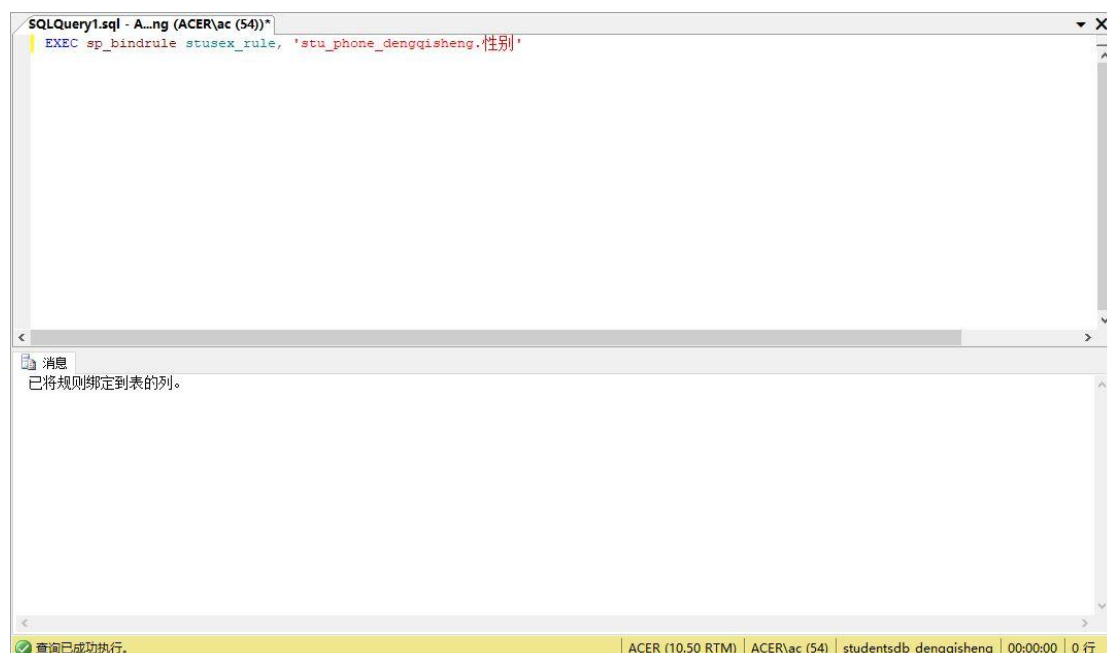 SQLQuery1.sql - A...ng (ACER\ac (54))*
EXEC sp_bindrule stusex_rule, 'stu_phone_dengqisheng.性别'
消息
已将规则绑定到表的列。
查询已成功执行。
ACER (10.50 RTM)
ACER\ac (54)
studentsdb_dengqisheng
00:00:00
0 行